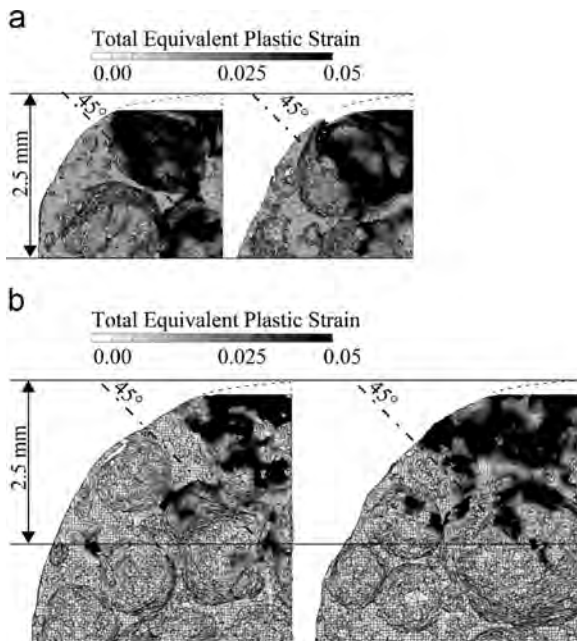 a
Total Equivalent Plastic Strain
0.00 0.025 0.05
45° 45°
2.5 mm
b
Total Equivalent Plastic Strain
0.00 0.025 0.05
45° 45°
2.5 mm